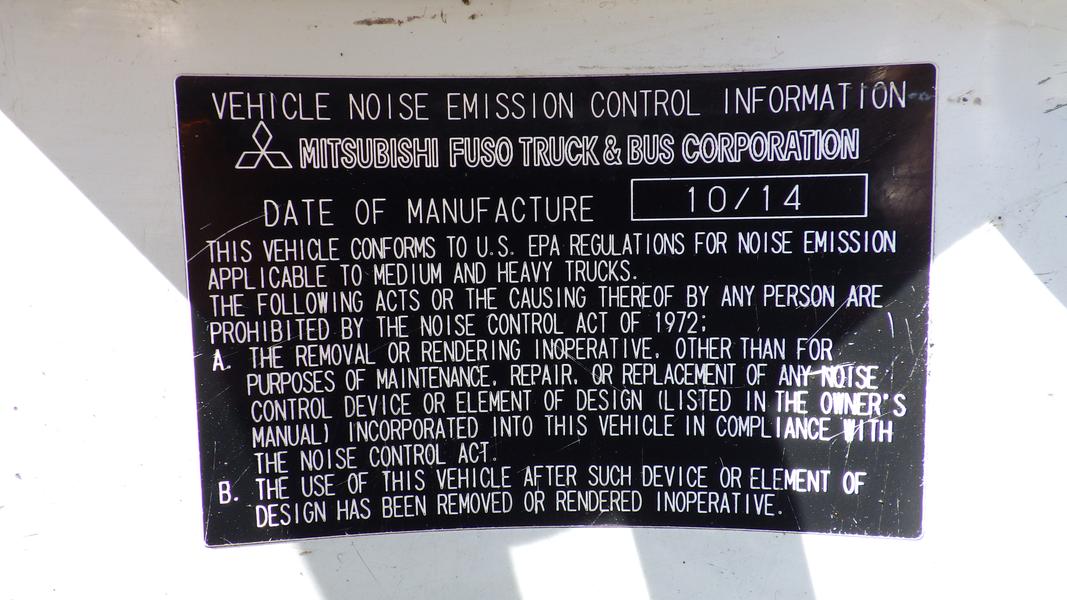 VEHICLE NOISE EMISSION CONTROL INFORMATION
MITSUBISHI FUSO TRUCK & BUS CORPORATION
DATE OF MANUFACTURE 10/14
THIS VEHICLE CONFORMS TO U.S. EPA REGULATIONS FOR NOISE EMISSION
APPLICABLE TO MEDIUM AND HEAVY TRUCKS.
THE FOLLOWING ACTS OR THE CAUSING THEREOF BY ANY PERSON ARE
PROHIBITED BY THE NOISE CONTROL ACT OF 1972:
A. THE REMOVAL OR RENDERING INOPERATIVE, OTHER THAN FOR
PURPOSES OF MAINTENANCE, REPAIR, OR REPLACEMENT OF ANY NOISE
CONTROL DEVICE OR ELEMENT OF DESIGN (LISTED IN THE OWNER'S
MANUAL) INCORPORATED INTO THIS VEHICLE IN COMPLIANCE WITH
THE NOISE CONTROL ACT.
B. THE USE OF THIS VEHICLE AFTER SUCH DEVICE OR ELEMENT OF
DESIGN HAS BEEN REMOVED OR RENDERED INOPERATIVE.